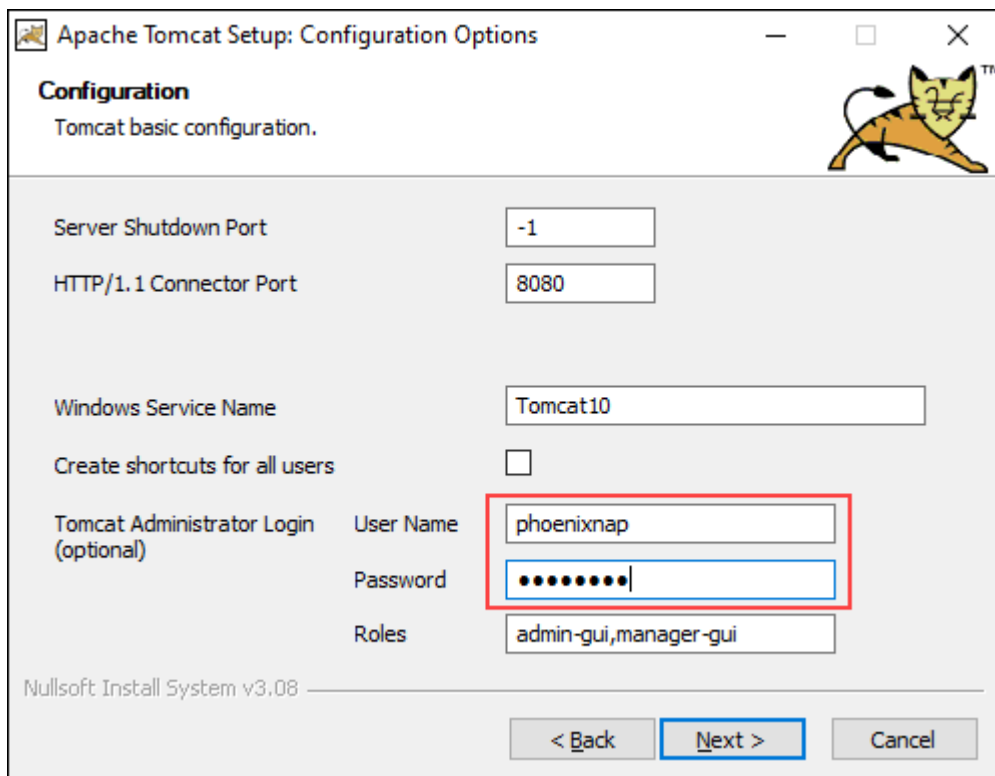 Apache Tomcat Setup: Configuration Options
Configuration
Tomcat basic configuration.
TM
Server Shutdown Port
-1
HTTP/1.1 Connector Port
8080
Windows Service Name
Tomcat10
Create shortcuts for all users
Tomcat Administrator Login
(optional)
User Name
phoenixnap
Password
●●●●●●●●
Roles
admin-gui,manager-gui
Nullsoft Install System v3.08
< Back
Next >
Cancel